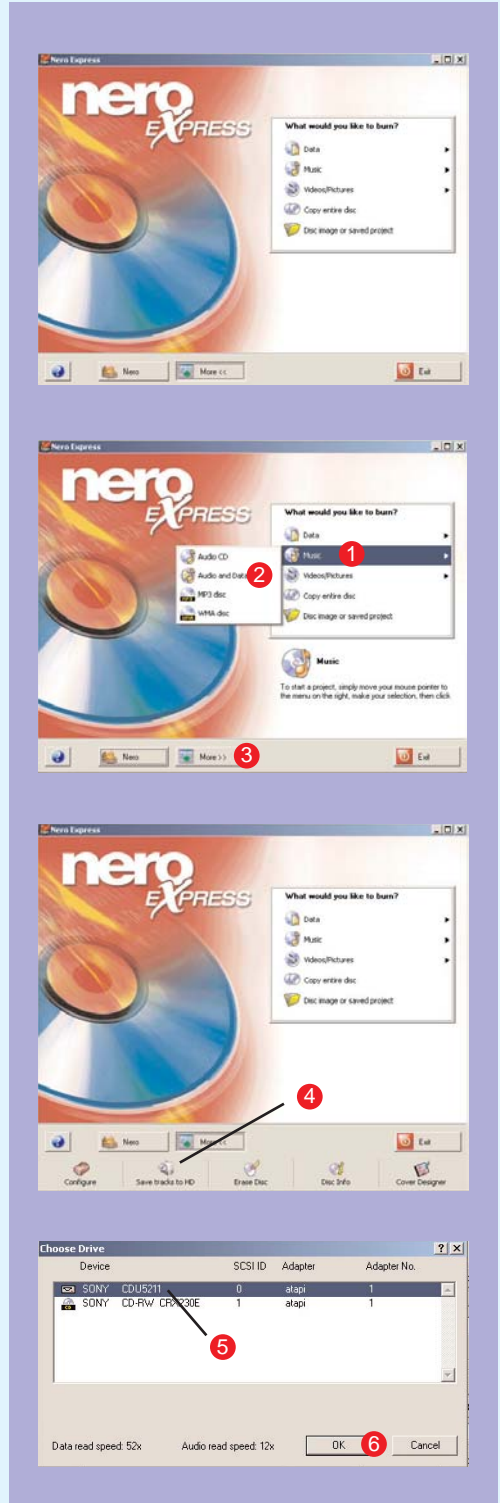 Nero Express
nero
EXPRESS
What would you like to burn?
Data
Music
Videos/Pictures
Copy entire disc
Disc image or saved project
Nero
More <<
Exit
Nero Express
nero
EXPRESS
What would you like to burn?
Data
Audio CD
Music
1
Audio and Data
2
Videos/Pictures
MP3 disc
Copy entire disc
WMA disc
Disc image or saved project
Music
To start a project, simply move your mouse pointer to
the menu on the right, make your selection, then click
Nero
More >>
3
Exit
Nero Express
nero
EXPRESS
What would you like to burn?
Data
Music
Videos/Pictures
Copy entire disc
Disc image or saved project
4
Nero
More <<
Exit
Configure
Save tracks to HD
Erase Disc
Disc Info
Cover Designer
Choose Drive
Device SCSI ID Adapter Adapter No.
SONY CDU5211 0 atapi 1
SONY CD-RW CRX230E 1 atapi 1
5
Data read speed: 52x Audio read speed: 12x OK 6 Cancel